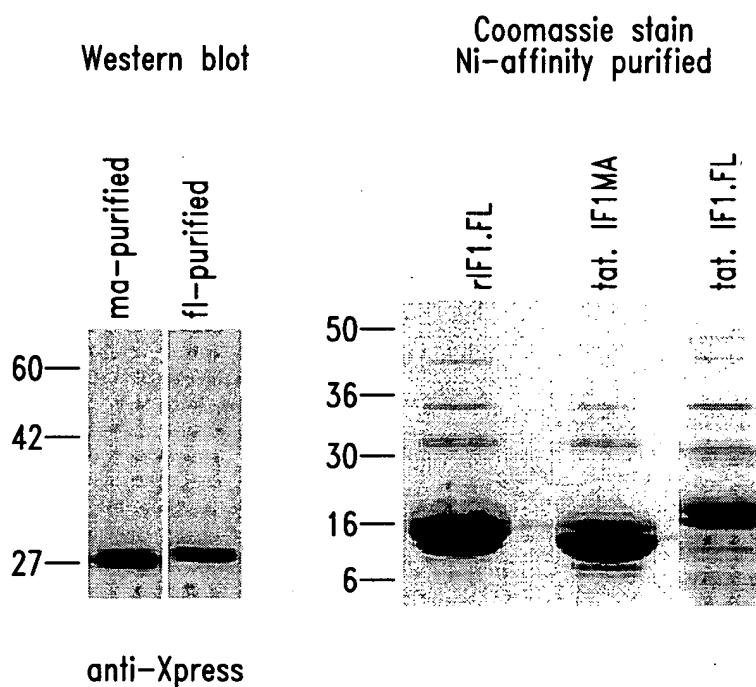 Western blot
ma-purified
fl-purified
60
42
27
anti-Xpress
Coomassie stain
Ni-affinity purified
rIF1.FL
tat. IF1MA
tat. IF1.FL
50
36
30
16
6